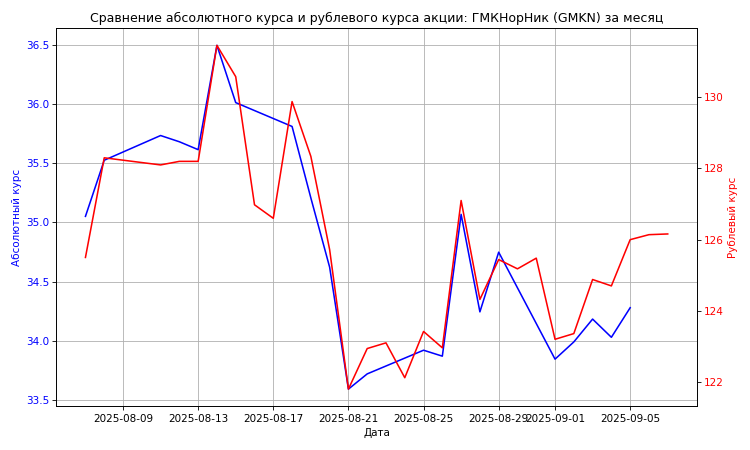 Сравнение абсолютного курса и рублевого курса акции: ГМКНорНик (GMKN) за месяц
36.5
36.0
35.5
35.0
34.5
34.0
33.5
Абсолютный курс
130
128
126
124
122
Рублевый курс
2025-08-09 2025-08-13 2025-08-17 2025-08-21 2025-08-25 2025-08-29 2025-09-01 2025-09-05
Дата